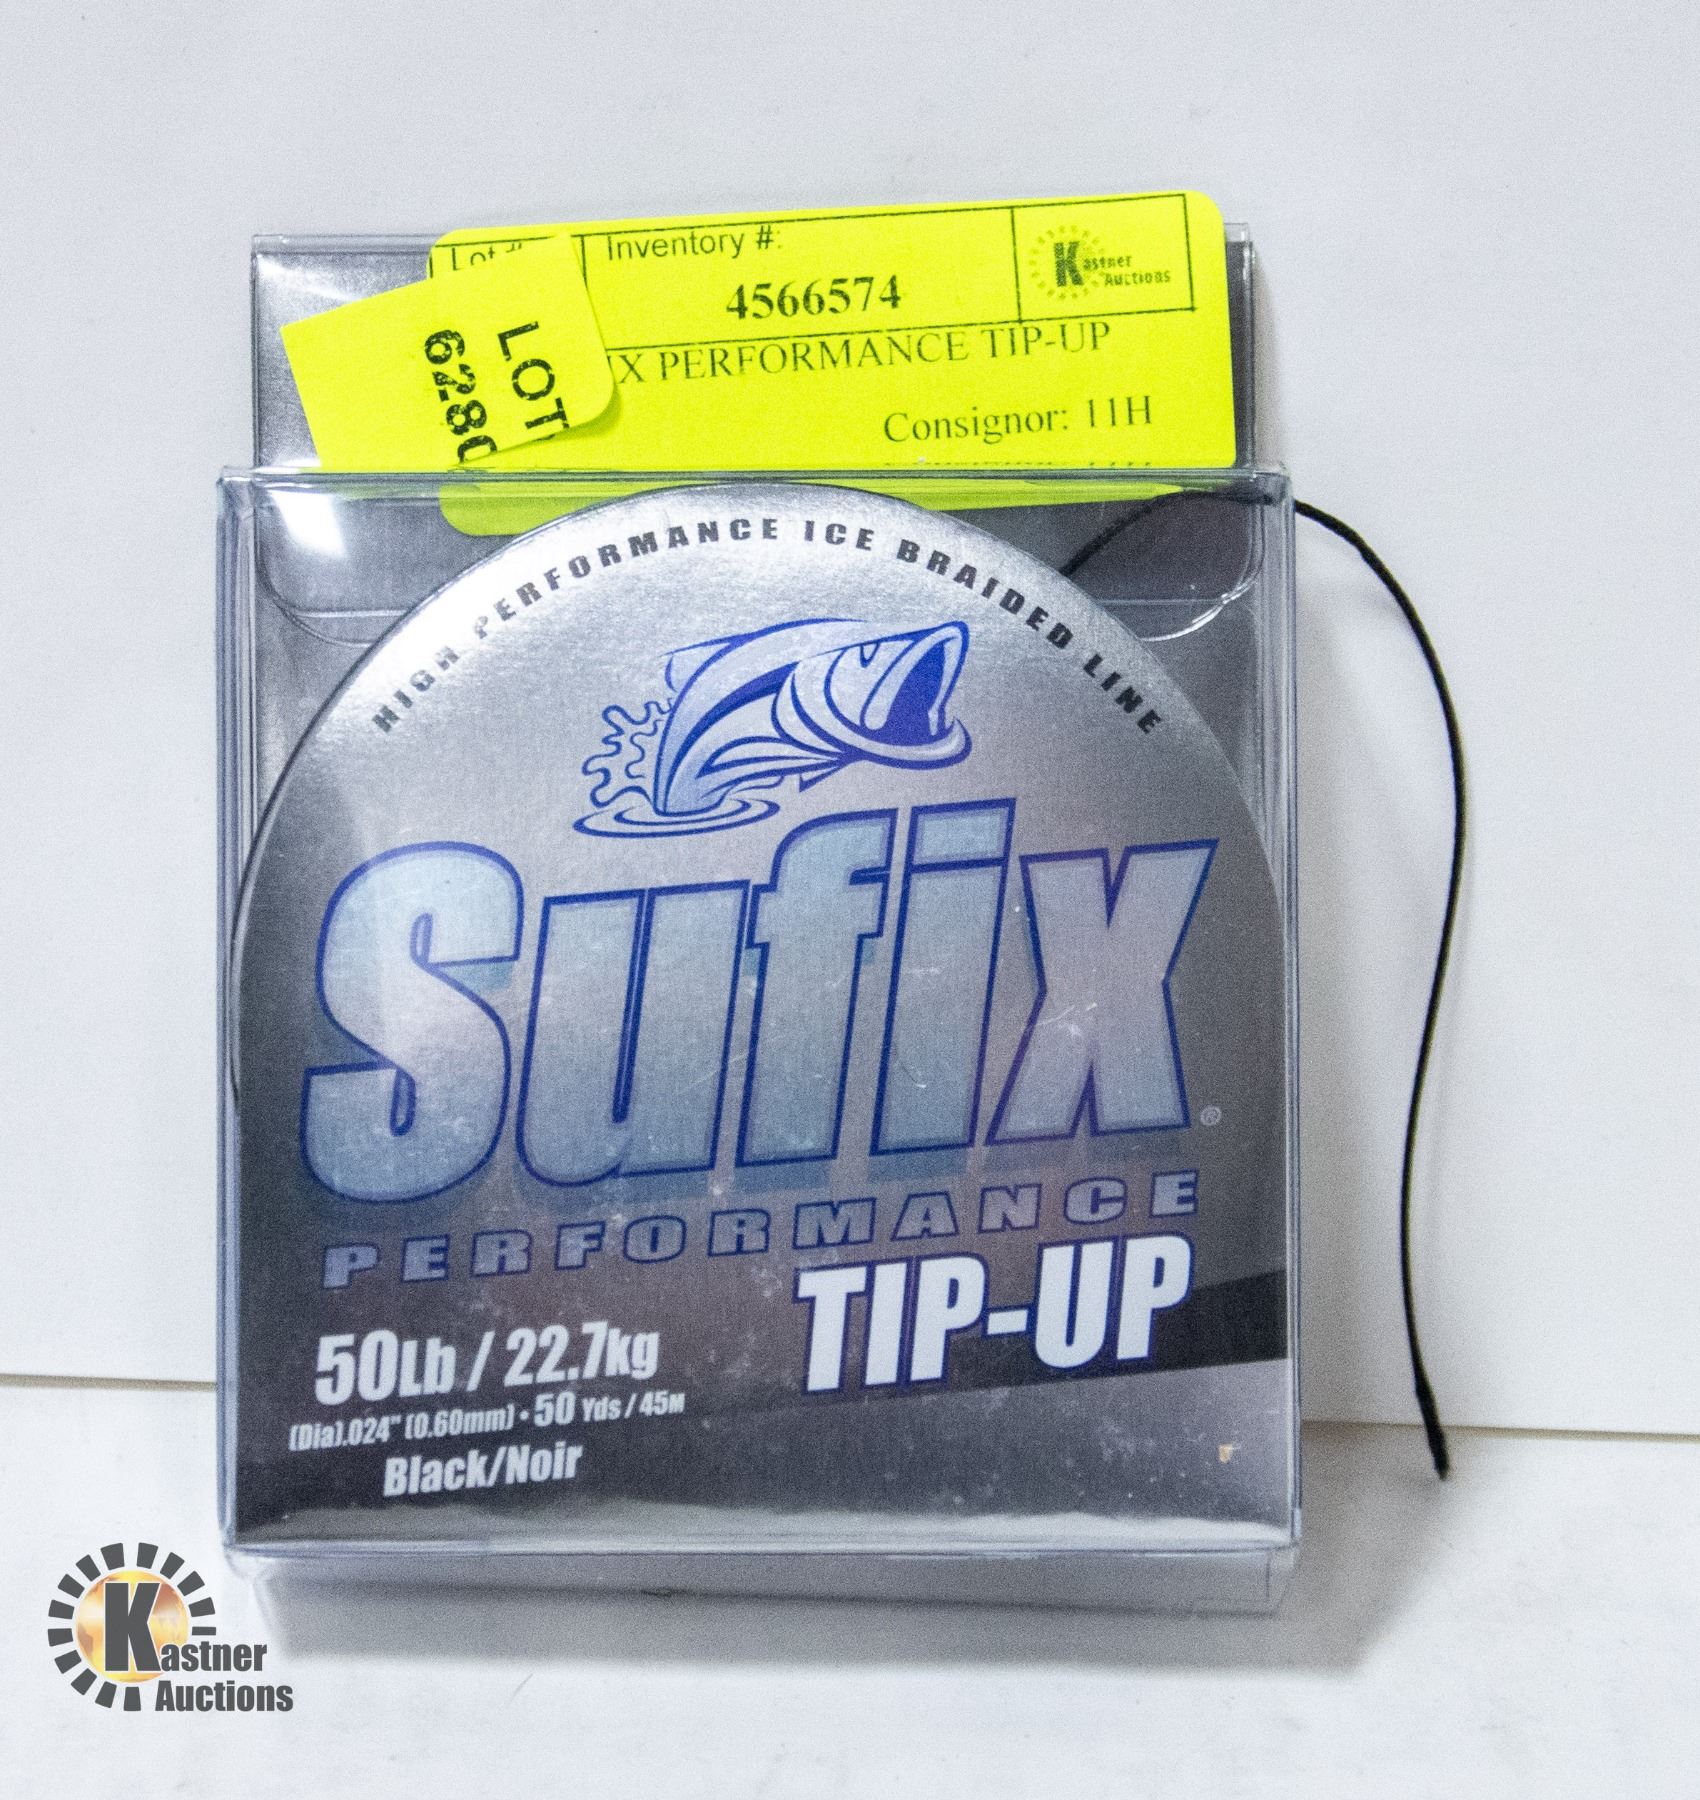 Lot #
Inventory #:
4566574
Kastner
Auctions
PERFORMANCE TIP-UP
Consignor: 11H
LOT
HIGH PERFORMANCE ICE BRAIDED LINE
Sufix®
PERFORMANCE
TIP-UP
50Lb / 22.7kg
(Dia).024" (0.60mm) • 50 Yds / 45M
Black/Noir
Kastner
Auctions